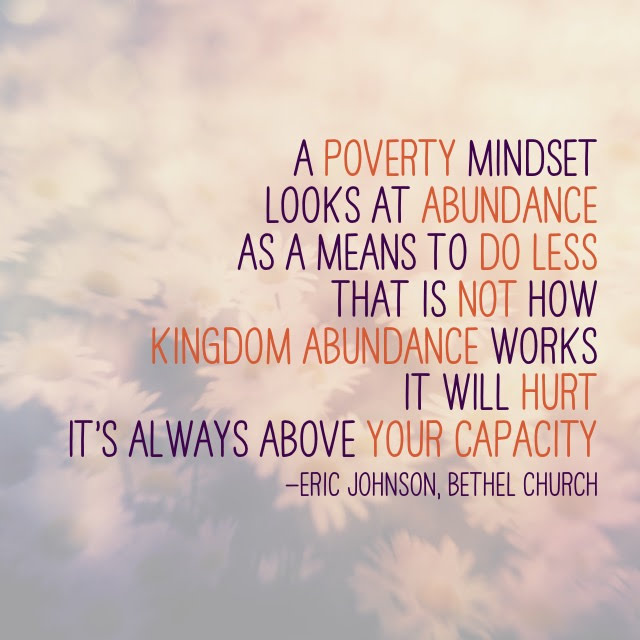 A POVERTY MINDSET
LOOKS AT ABUNDANCE
AS A MEANS TO DO LESS
THAT IS NOT HOW
KINGDOM ABUNDANCE WORKS
IT WILL HURT
IT'S ALWAYS ABOVE YOUR CAPACITY
–ERIC JOHNSON, BETHEL CHURCH